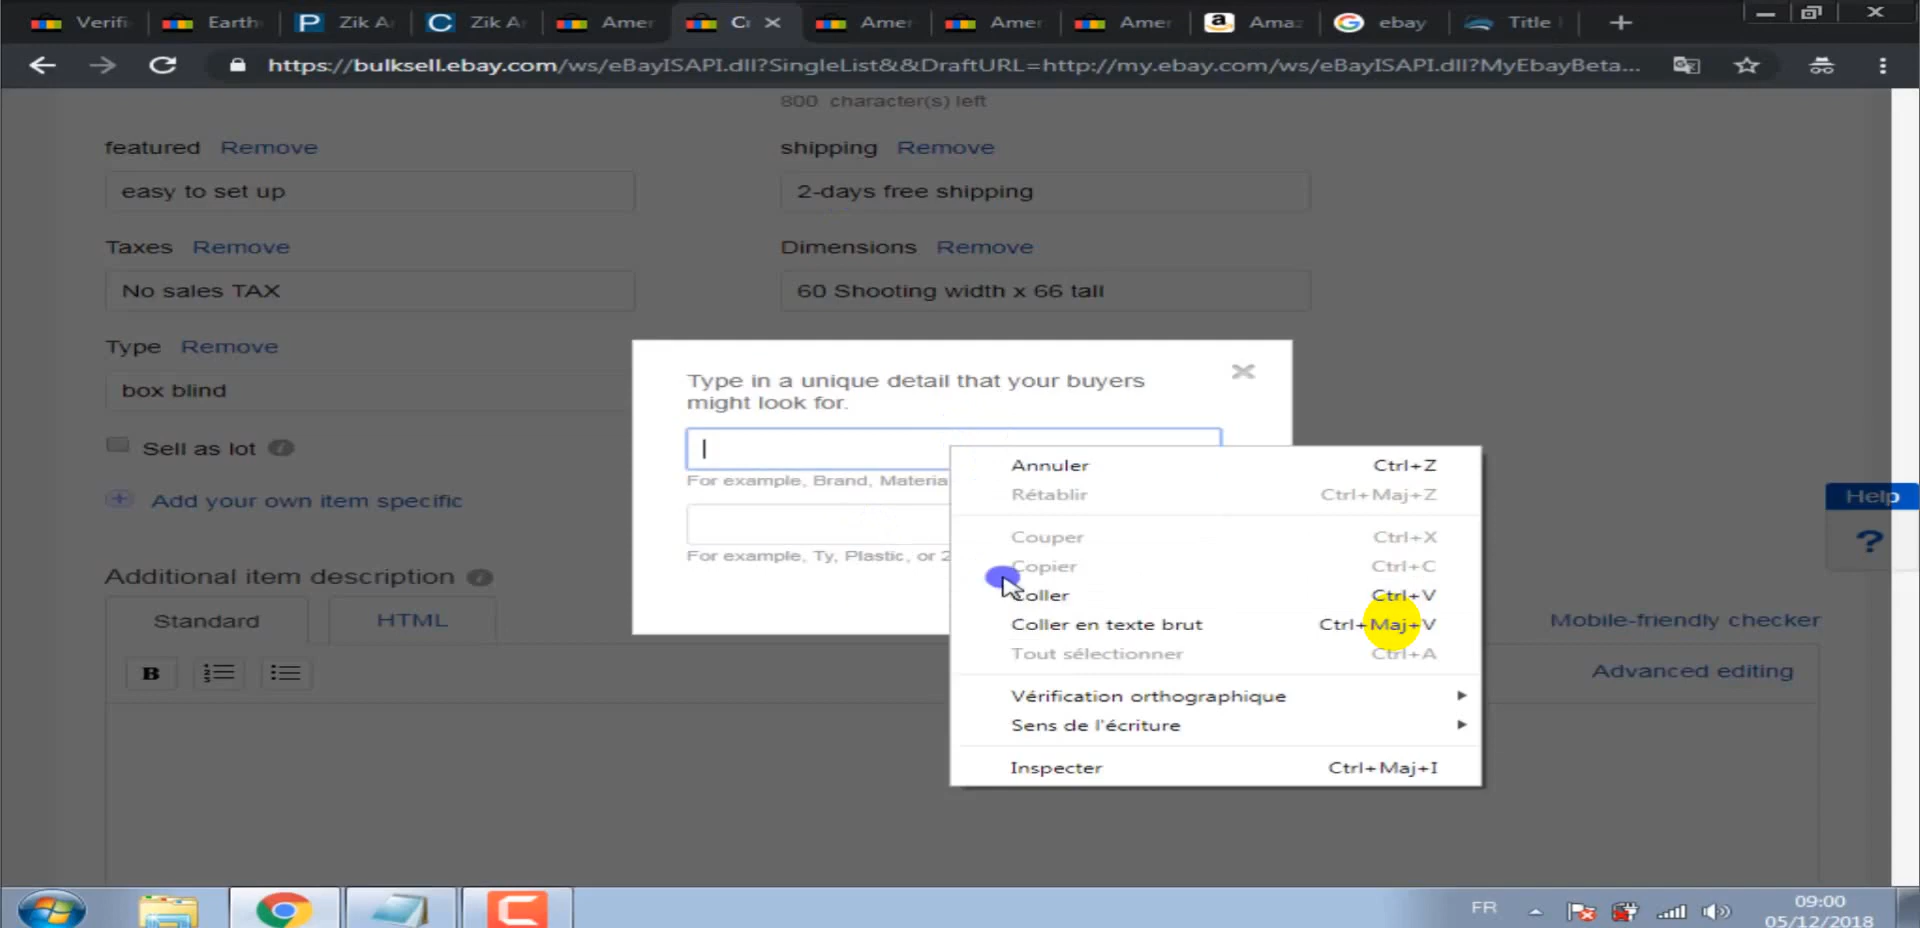 Verifi
Earth
Zik A
Zik A
Amer
C
Amer
Amer
Amer
Amaz
ebay
Title
https://bulksell.ebay.com/ws/eBayISAPI.dll?SingleList&&DraftURL=http://my.ebay.com/ws/eBayISAPI.dll?MyEbayBeta...
800 character(s) left
featured Remove
shipping Remove
easy to set up
2-days free shipping
Taxes Remove
Dimensions Remove
No sales TAX
60 Shooting width x 66 tall
Type Remove
box blind
Type in a unique detail that your buyers
might look for.
Sell as lot
For example, Brand, Materia
Add your own item specific
For example, Ty, Plastic, or 2
Annuler Ctrl+Z
Rétablir Ctrl+Maj+Z
Couper Ctrl+X
Copier Ctrl+C
Coller Ctrl+V
Coller en texte brut Ctrl+Maj+V
Tout sélectionner Ctrl+A
Vérification orthographique
Sens de l'écriture
Inspecter Ctrl+Maj+I
Help
?
Additional item description
Standard
HTML
Mobile-friendly checker
B
Advanced editing
FR
09:00
05/12/2018